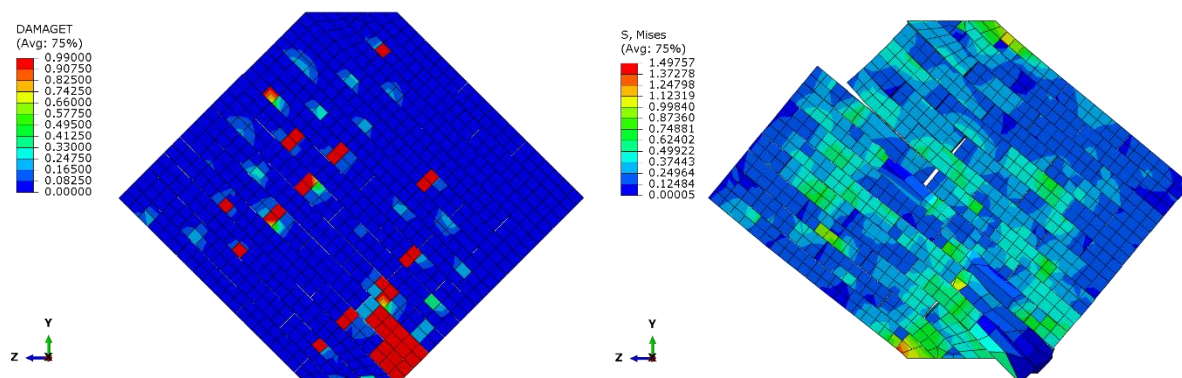 DAMAGET
(Avg: 75%)
0.99000
0.90750
0.82500
0.74250
0.66000
0.57750
0.49500
0.41250
0.33000
0.24750
0.16500
0.08250
0.00000
Y
Z
X
S, Mises
(Avg: 75%)
1.49757
1.37278
1.24798
1.12319
0.99840
0.87360
0.74881
0.62402
0.49922
0.37443
0.24964
0.12484
0.00005
Y
Z
X